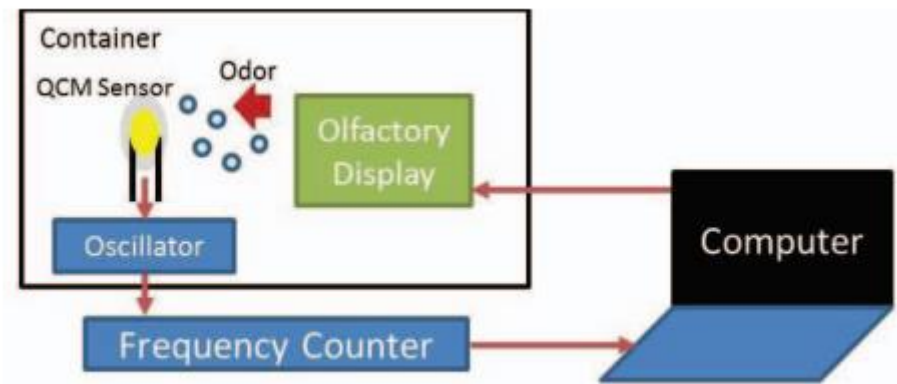 Container
QCM Sensor
Odor
Olfactory
Display
Oscillator
Computer
Frequency Counter